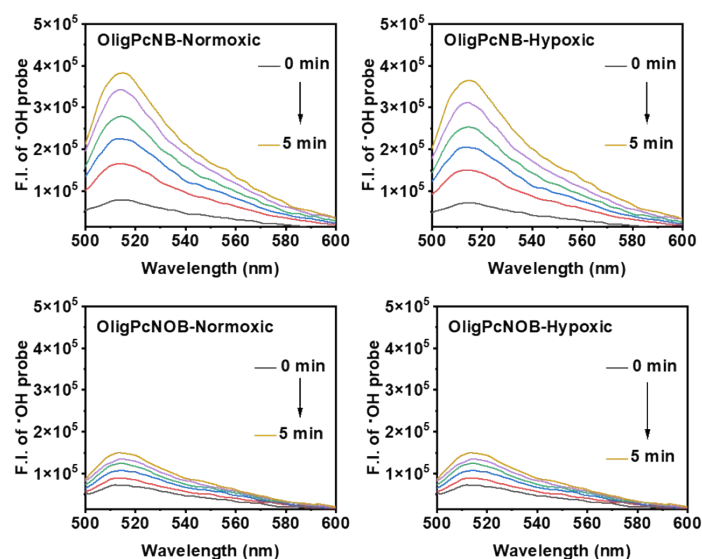 OligPcNB-Normoxic
0 min
5 min
F.I. of ·OH probe
5×10⁵
4×10⁵
3×10⁵
2×10⁵
1×10⁵
500 520 540 560 580 600
Wavelength (nm)
OligPcNB-Hypoxic
0 min
5 min
F.I. of ·OH probe
5×10⁵
4×10⁵
3×10⁵
2×10⁵
1×10⁵
500 520 540 560 580 600
Wavelength (nm)
OligPcNOB-Normoxic
0 min
5 min
F.I. of ·OH probe
5×10⁵
4×10⁵
3×10⁵
2×10⁵
1×10⁵
500 520 540 560 580 600
Wavelength (nm)
OligPcNOB-Hypoxic
0 min
5 min
F.I. of ·OH probe
5×10⁵
4×10⁵
3×10⁵
2×10⁵
1×10⁵
500 520 540 560 580 600
Wavelength (nm)